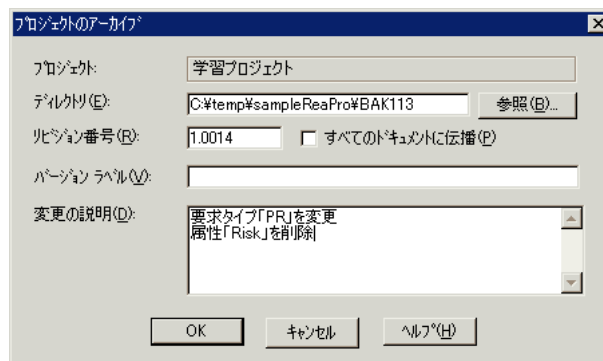 ﾌﾟﾛｼﾞｪｸﾄのｱｰｶｲﾌﾞ
ﾌﾟﾛｼﾞｪｸﾄ: 学習プロジェクト
ﾃﾞｨﾚｸﾄﾘ(E): C:¥temp¥sampleReaPro¥BAK113 参照(B)...
ﾘﾋﾞｼﾞｮﾝ番号(R): 1.0014 すべてのﾄﾞｷｭﾒﾝﾄに伝播(P)
ﾊﾞｰｼﾞｮﾝ ﾗﾍﾞﾙ(V):
変更の説明(D): 要求タイプ「PR」を変更
属性「Risk」を削除
OK ｷｬﾝｾﾙ ﾍﾙﾌﾟ(H)